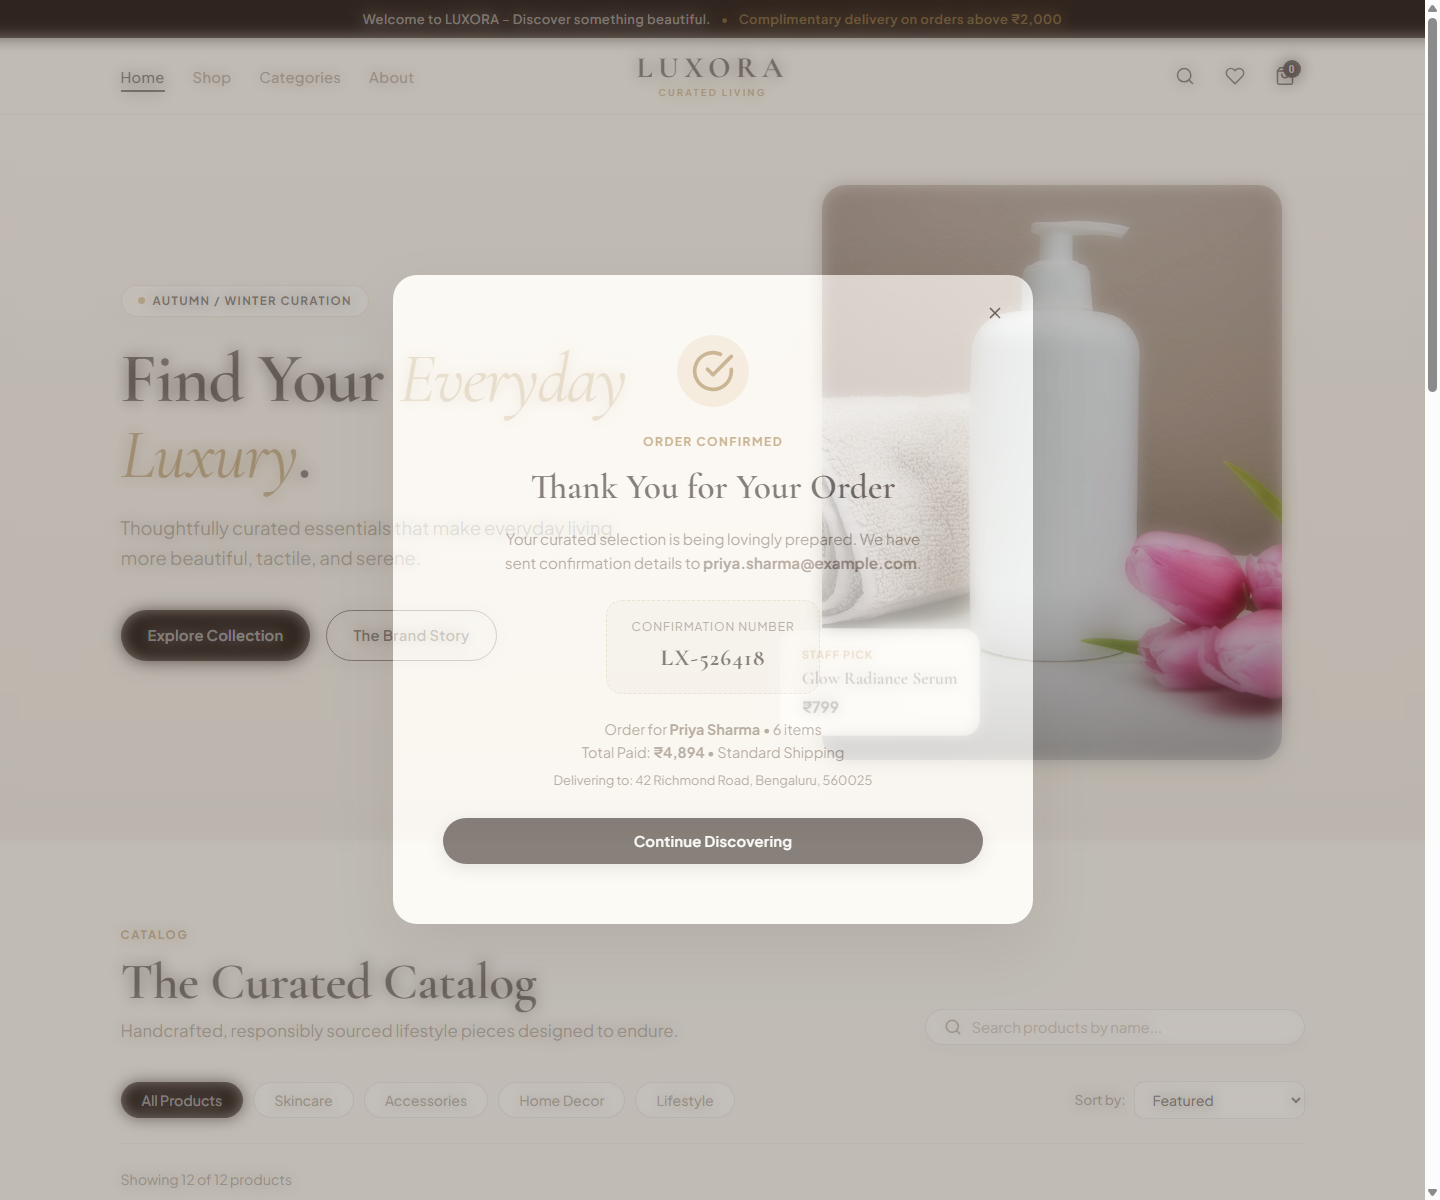 Welcome to LUXORA – Discover something beautiful. • Complimentary delivery on orders above ₹2,000
Home Shop Categories About
LUXORA
CURATED LIVING
0
AUTUMN / WINTER CURATION
Find Your Everyday
Luxury.
Thoughtfully curated essentials that make everyday living
more beautiful, tactile, and serene.
Explore Collection
The Brand Story
ORDER CONFIRMED
Thank You for Your Order
Your curated selection is being lovingly prepared. We have
sent confirmation details to priya.sharma@example.com.
CONFIRMATION NUMBER
LX-526418
STAFF PICK
Glow Radiance Serum
₹799
Order for Priya Sharma • 6 items
Total Paid: ₹4,894 • Standard Shipping
Delivering to: 42 Richmond Road, Bengaluru, 560025
Continue Discovering
CATALOG
The Curated Catalog
Handcrafted, responsibly sourced lifestyle pieces designed to endure.
Search products by name...
All Products Skincare Accessories Home Decor Lifestyle
Sort by: Featured
Showing 12 of 12 products